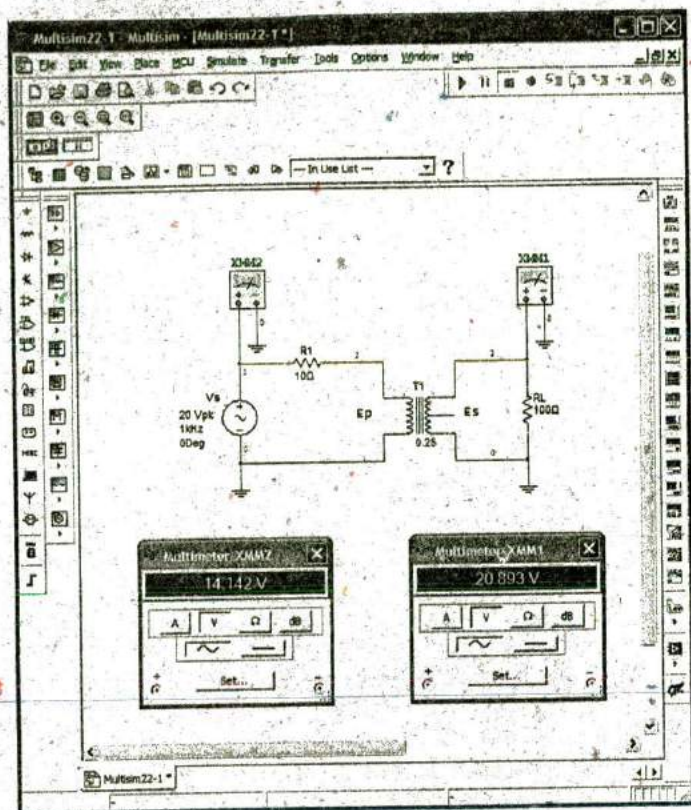 Multisim22-1 - Multisim - [Multisim22-1 *]
File Edit View Place MCU Simulate Transfer Tools Options Window Help
--- In Use List ---
?
XMM2
XMM1
R1
10Ω
Vs
20 Vpk
1kHz
0Deg
Ep
T1
Es
0.25
RL
100Ω
Multimeter-XMM2
14.142 V
A V Ω dB
Set...
Multimeter-XMM1
20.893 V
A V Ω dB
Set...
Multisim22-1 *